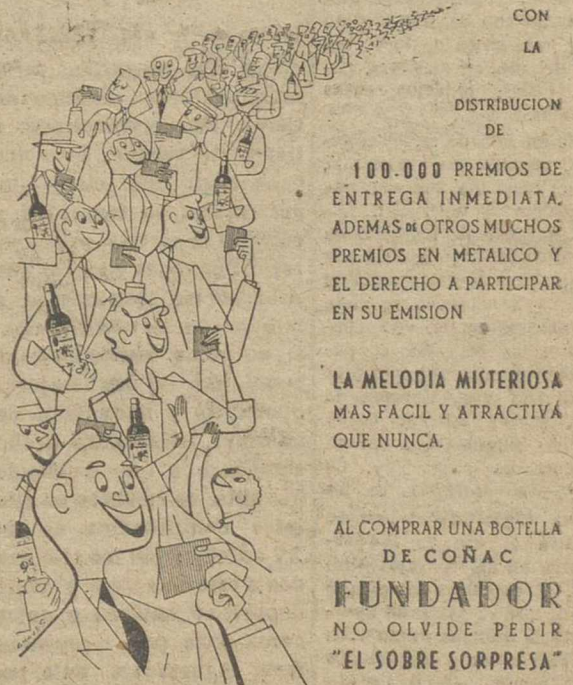 CON
LA
DISTRIBUCION
DE
100.000 PREMIOS DE
ENTREGA INMEDIATA.
ADEMAS DE OTROS MUCHOS
PREMIOS EN METALICO Y
EL DERECHO A PARTICIPAR
EN SU EMISION
LA MELODIA MISTERIOSA
MAS FACIL Y ATRACTIVA
QUE NUNCA.
AL COMPRAR UNA BOTELLA
DE COÑAC
FUNDADOR
NO OLVIDE PEDIR
"EL SOBRE SORPRESA"